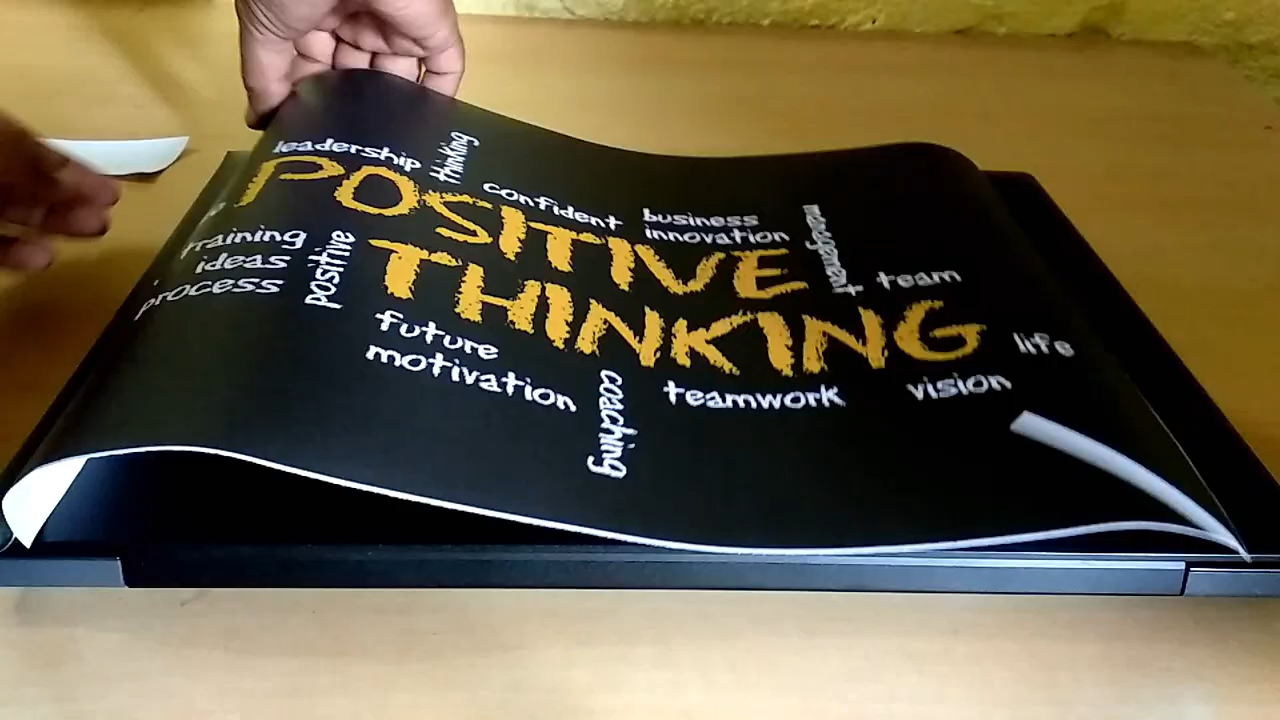 leadership
thinking
POSITIVE
confident
business
innovation
management
team
training
ideas
process
positive
THINKING
life
future
motivation
coaching
teamwork
vision